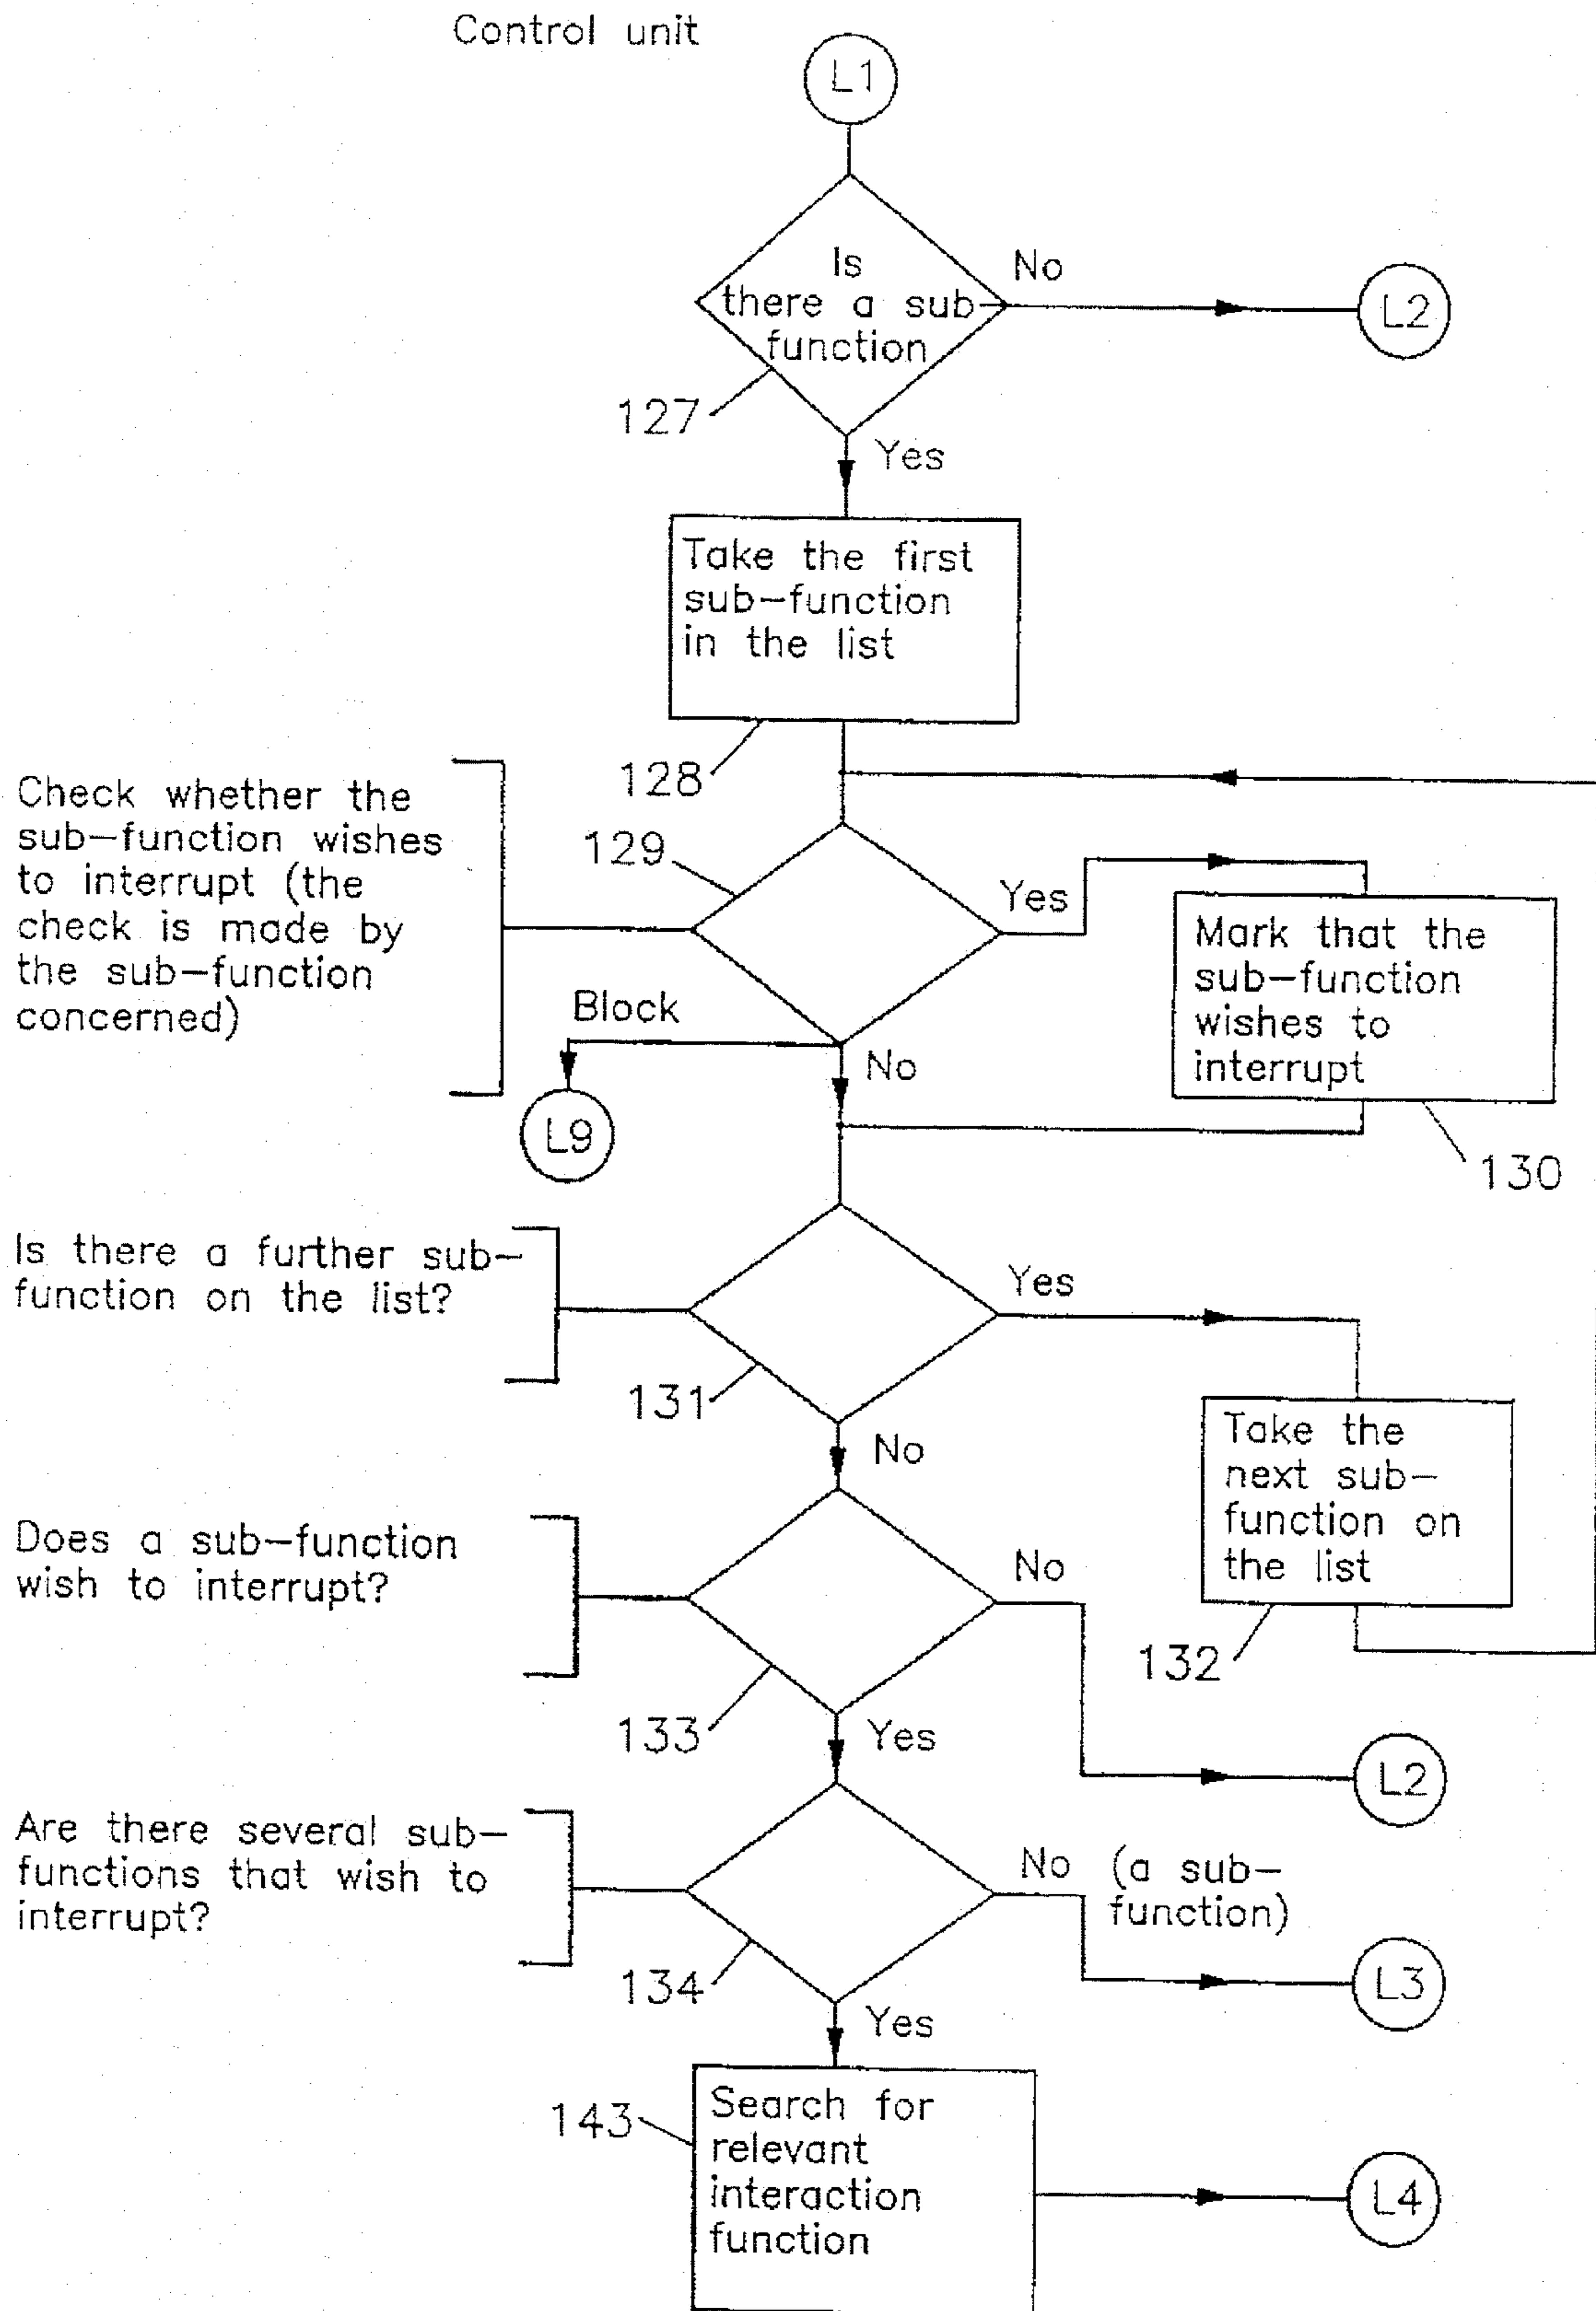 Control unit
L1
Is
there a sub-
function
No
L2
127
Yes
Take the first
sub-function
in the list
128
Check whether the
sub-function wishes
to interrupt (the
check is made by
the sub-function
concerned)
129
Yes
Mark that the
sub-function
wishes to
interrupt
130
Block
No
L9
Is there a further sub-
function on the list?
Yes
131
No
Take the
next sub-
function on
the list
132
Does a sub-function
wish to interrupt?
No
133
Yes
L2
Are there several sub-
functions that wish to
interrupt?
No (a sub-
function)
134
L3
Yes
143
Search for
relevant
interaction
function
L4